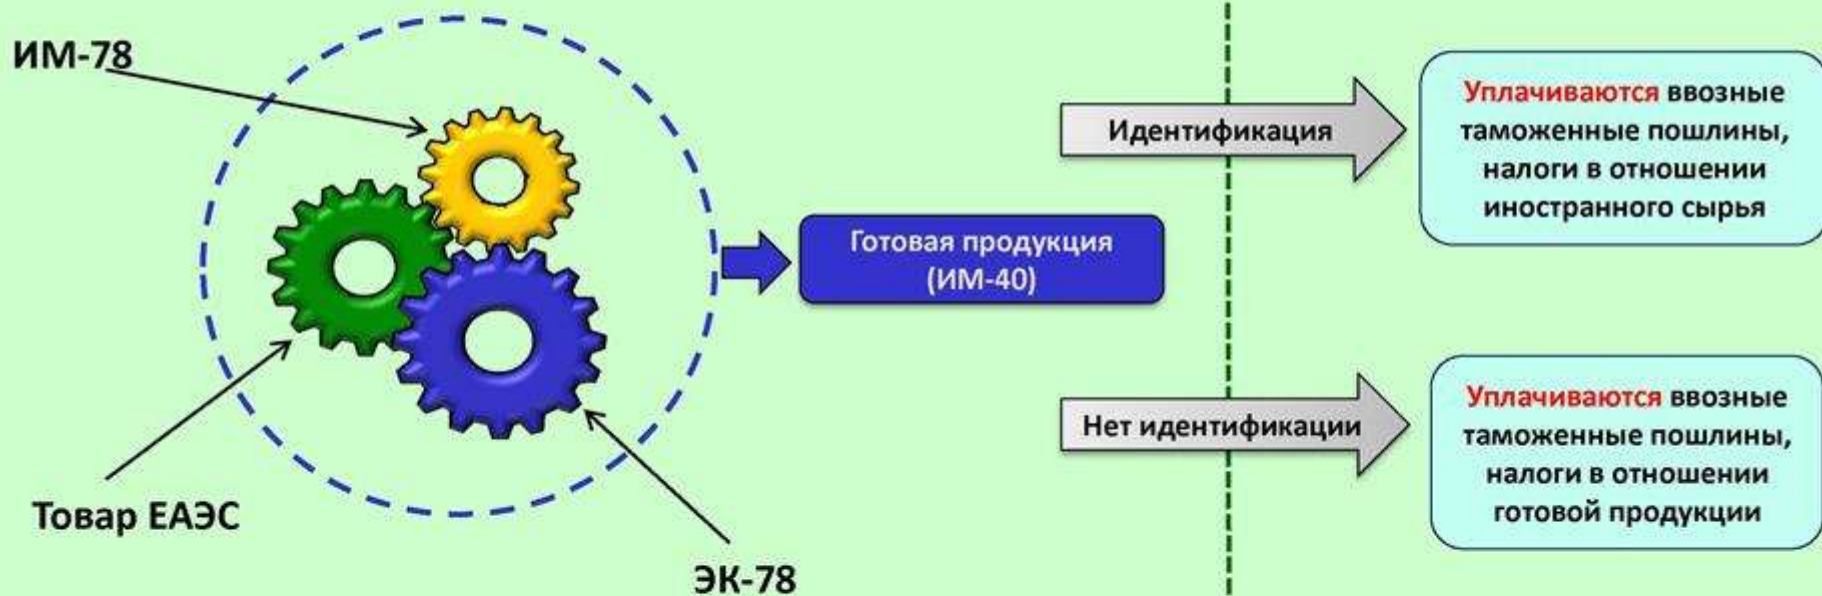 ИМ-78
Товар ЕАЭС
ЭК-78
Готовая продукция
(ИМ-40)
Идентификация
Уплачиваются ввозные
таможенные пошлины,
налоги в отношении
иностранного сырья
Нет идентификации
Уплачиваются ввозные
таможенные пошлины,
налоги в отношении
готовой продукции